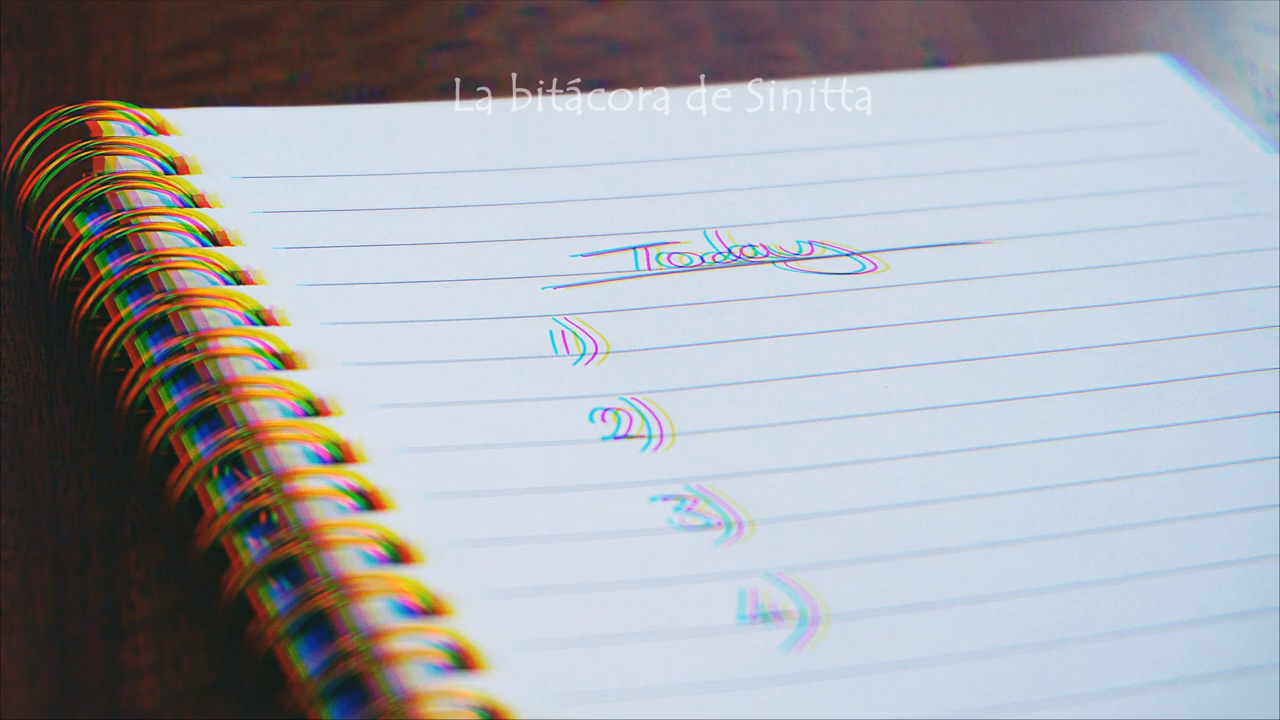 La bitácora de Sinitta
Today
1)
2)
3)
4)